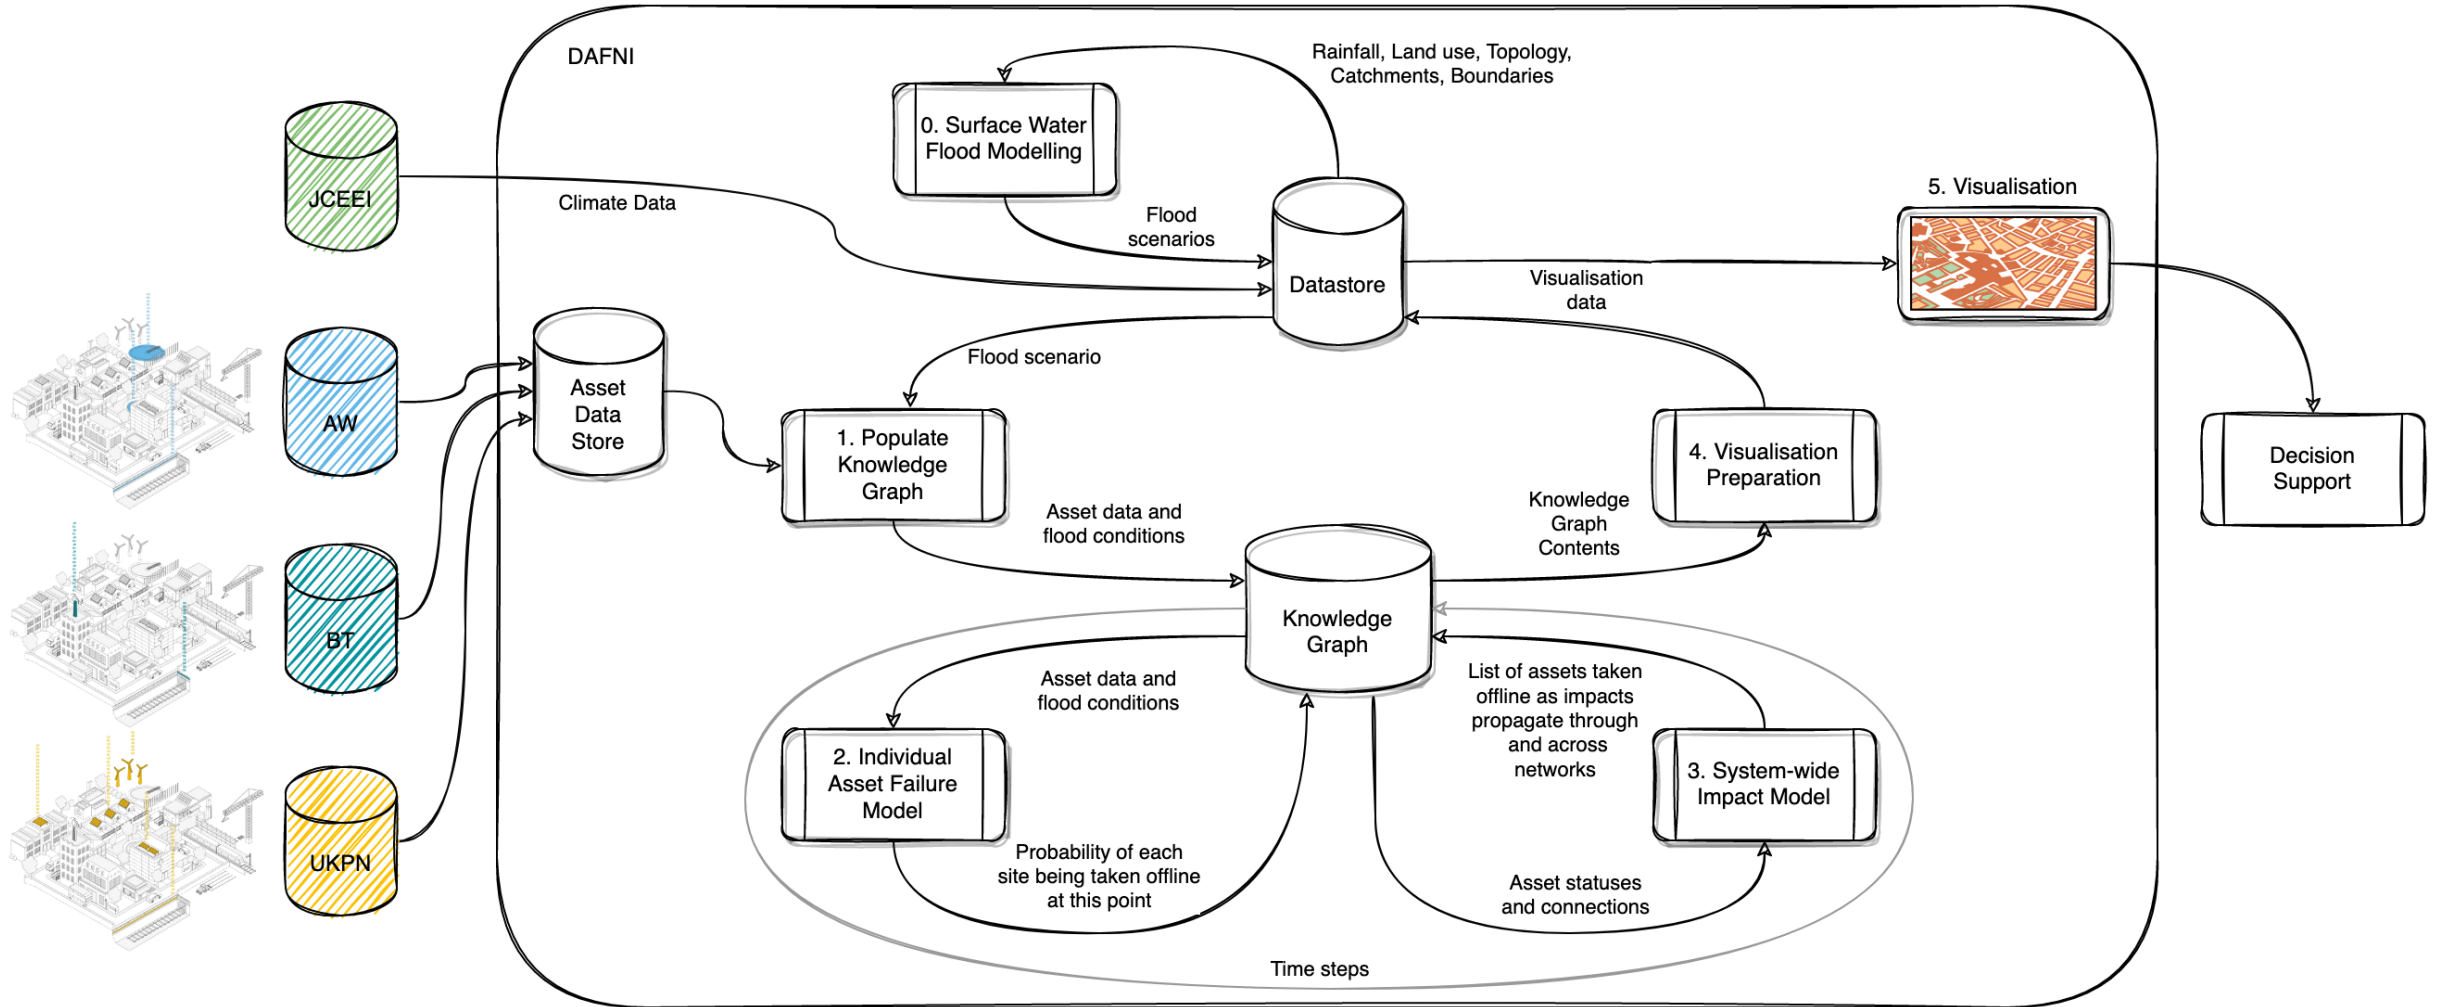 DAFNI
Rainfall, Land use, Topology,
Catchments, Boundaries
0. Surface Water
Flood Modelling
JCEEI
Climate Data
Flood
scenarios
5. Visualisation
Datastore
Visualisation
data
Flood scenario
AW
Asset
Data
Store
1. Populate
Knowledge
Graph
4. Visualisation
Preparation
Decision
Support
Asset data and
flood conditions
Knowledge
Graph
Contents
BT
Knowledge
Graph
Asset data and
flood conditions
List of assets taken
offline as impacts
propagate through
and across
networks
2. Individual
Asset Failure
Model
3. System-wide
Impact Model
UKPN
Probability of each
site being taken offline
at this point
Asset statuses
and connections
Time steps